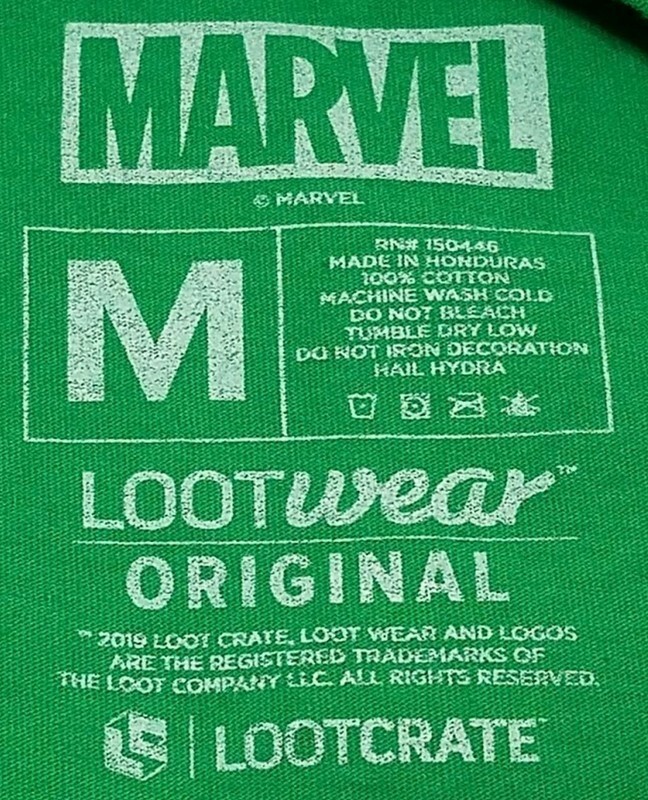 MARVEL
© MARVEL
M
RN# 150446
MADE IN HONDURAS
100% COTTON
MACHINE WASH COLD
DO NOT BLEACH
TUMBLE DRY LOW
DO NOT IRON DECORATION
HAIL HYDRA
LOOTwear™
ORIGINAL
™ 2019 LOOT CRATE, LOOT WEAR AND LOGOS
ARE THE REGISTERED TRADEMARKS OF
THE LOOT COMPANY LLC. ALL RIGHTS RESERVED.
LOOTCRATE™